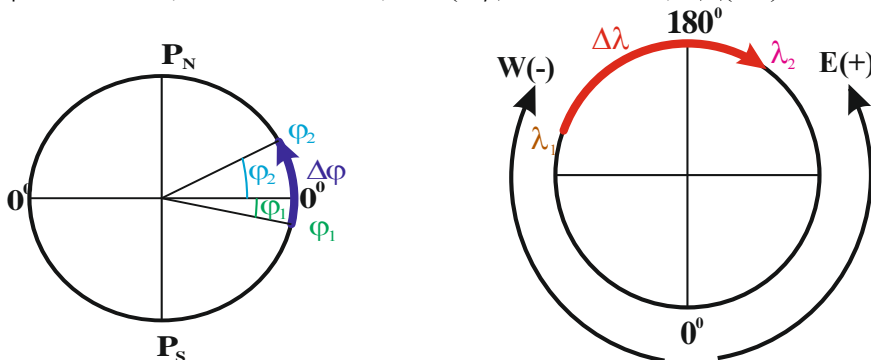 P_N
φ₂
φ₂
Δφ
0⁰
0⁰
φ₁
φ₁
P_S
180⁰
Δλ
λ₂
W(-)
E(+)
λ₁
0⁰